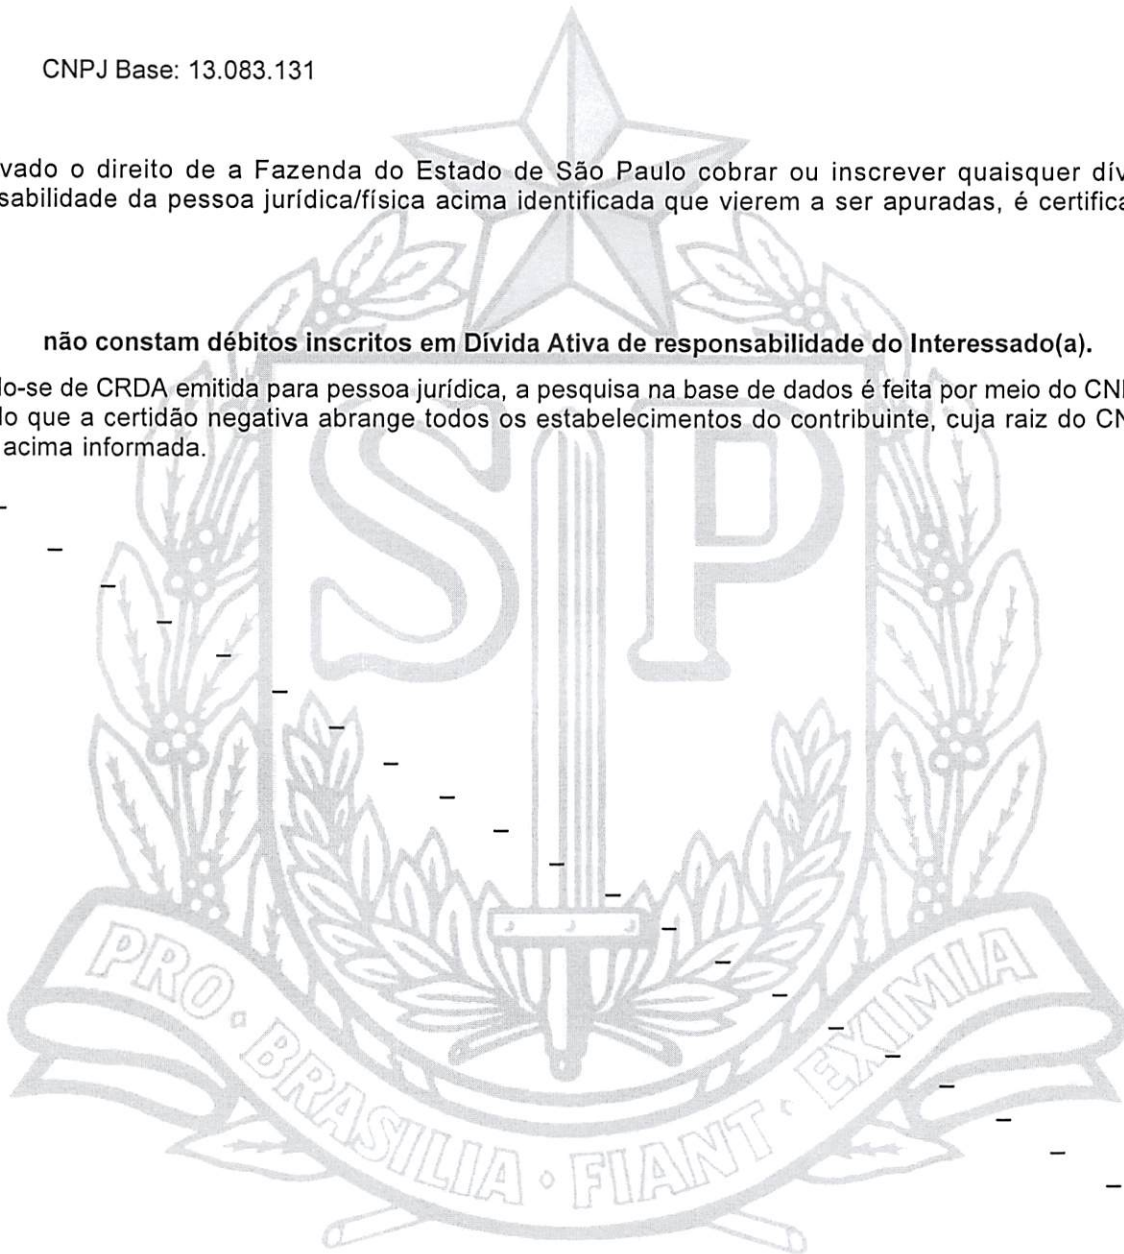 CNPJ Base: 13.083.131
vado o direito de a Fazenda do Estado de São Paulo cobrar ou inscrever quaisquer dív
sabilidade da pessoa jurídica/física acima identificada que vierem a ser apuradas, é certifica
não constam débitos inscritos em Dívida Ativa de responsabilidade do Interessado(a).
do-se de CRDA emitida para pessoa jurídica, a pesquisa na base de dados é feita por meio do CN
do que a certidão negativa abrange todos os estabelecimentos do contribuinte, cuja raiz do CN
acima informada.
SP
PRO · BRASILIA · FIANT · EXIMIA